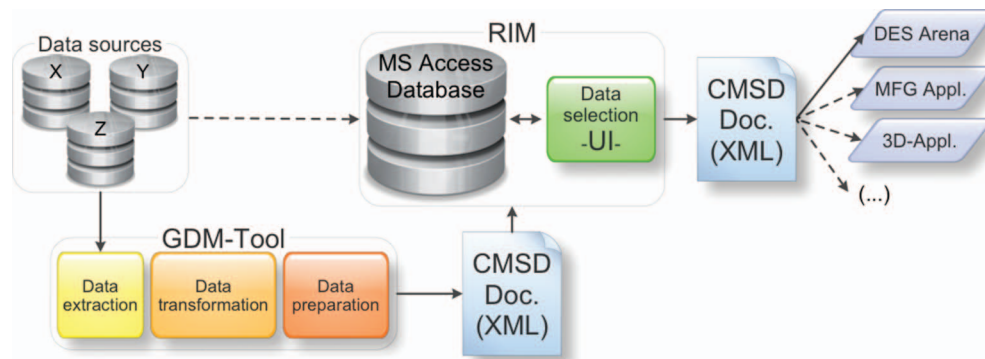 Data sources
X
Y
Z
RIM
MS Access
Database
Data
selection
-UI-
CMSD
Doc.
(XML)
DES Arena
MFG Appl.
3D-Appl.
(...)
GDM-Tool
Data
extraction
Data
transformation
Data
preparation
CMSD
Doc.
(XML)